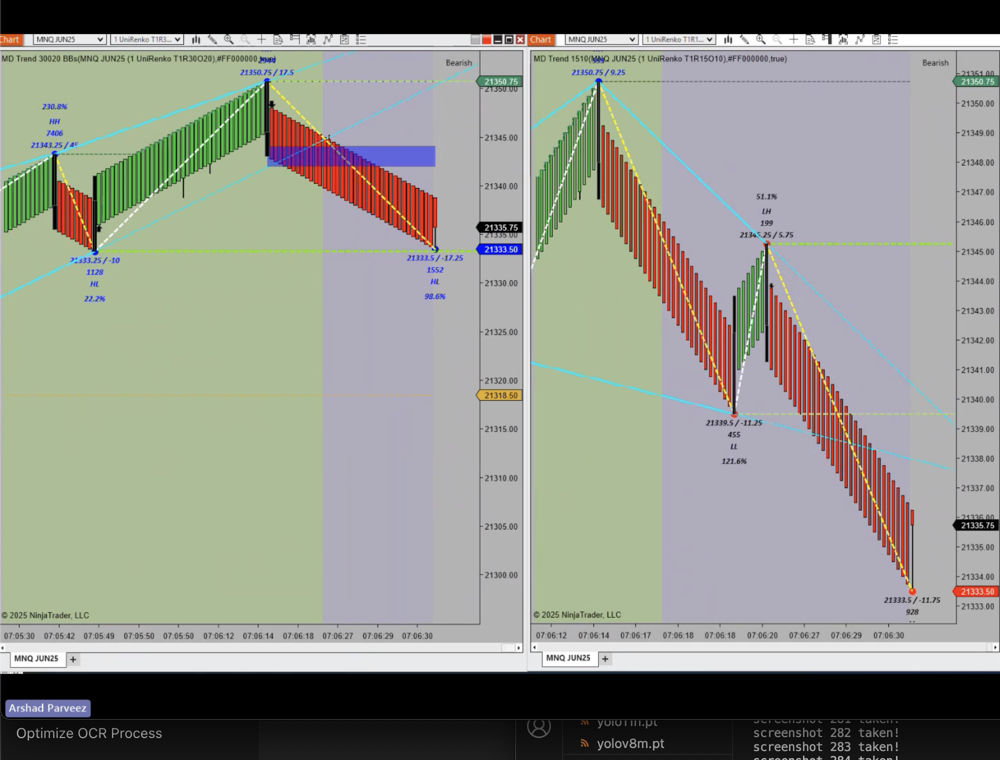 Chart
MNQ JUN25
1 UniRenko T1R3...
MD Trend 30020 BBs(MNQ JUN25 (1 UniRenko T1R30O20),#FF000000,true)
Bearish
21350.75 / 17.5
230.8%
HH
7406
21343.25 / 4
21333.25 / -10
1128
HL
22.2%
21333.5 / -17.25
1552
HL
98.6%
21350.75
21350.00
21345.00
21340.00
21335.75
21335.00
21333.50
21330.00
21325.00
21320.00
21318.50
21315.00
21310.00
21305.00
21300.00
© 2025 NinjaTrader, LLC
07:05:30
07:05:42
07:05:49
07:05:50
07:05:50
07:06:12
07:06:14
07:06:18
07:06:27
07:06:29
07:06:30
MNQ JUN25
+
Chart
MNQ JUN25
1 UniRenko T1R1...
MD Trend 1510(MNQ JUN25 (1 UniRenko T1R15O10),#FF000000,true)
Bearish
21350.75 / 9.25
51.1%
LH
199
21345.25 / 5.75
21339.5 / -11.25
455
LL
121.6%
21333.5 / -11.75
928
21351.00
21350.75
21350.00
21349.00
21348.00
21347.00
21346.00
21345.00
21344.00
21343.00
21342.00
21341.00
21340.00
21339.00
21338.00
21337.00
21336.00
21335.75
21335.00
21334.00
21333.50
21333.00
© 2025 NinjaTrader, LLC
07:06:12
07:06:14
07:06:17
07:06:18
07:06:18
07:06:20
07:06:27
07:06:29
07:06:30
MNQ JUN25
+
Arshad Parveez
Optimize OCR Process
yolo11n.pt
yolov8m.pt
screenshot 281 taken!
screenshot 282 taken!
screenshot 283 taken!
screenshot 284 taken!